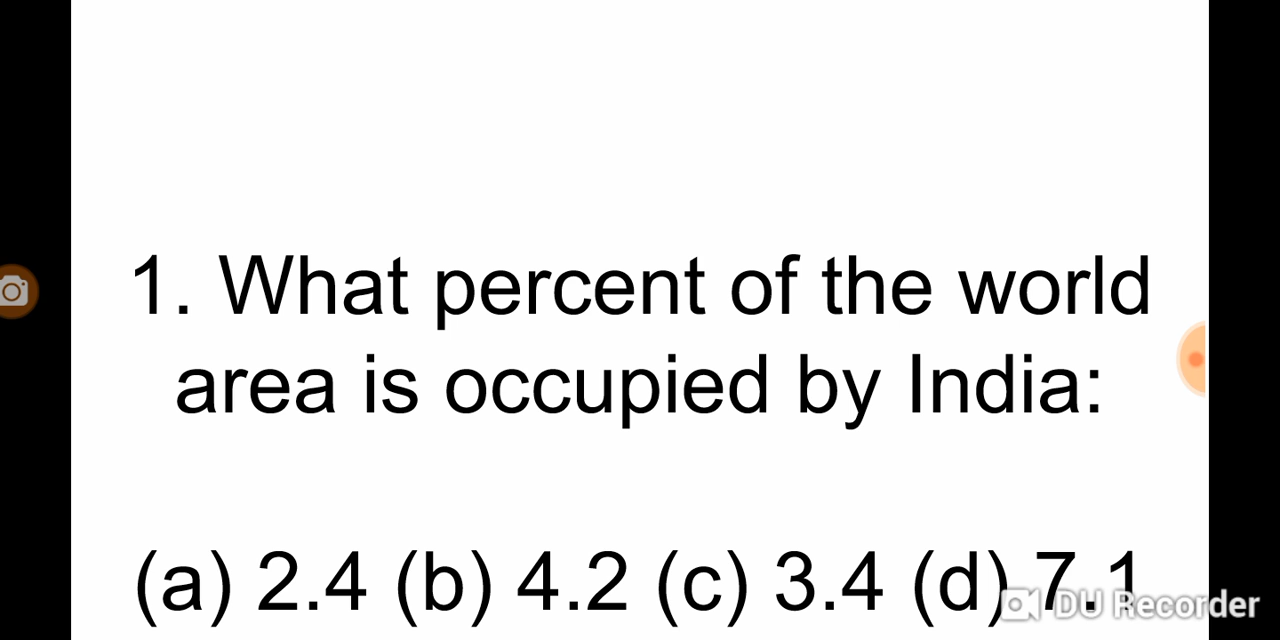 1. What percent of the world
area is occupied by India:
(a) 2.4 (b) 4.2 (c) 3.4 (d) 7.1
DU Recorder